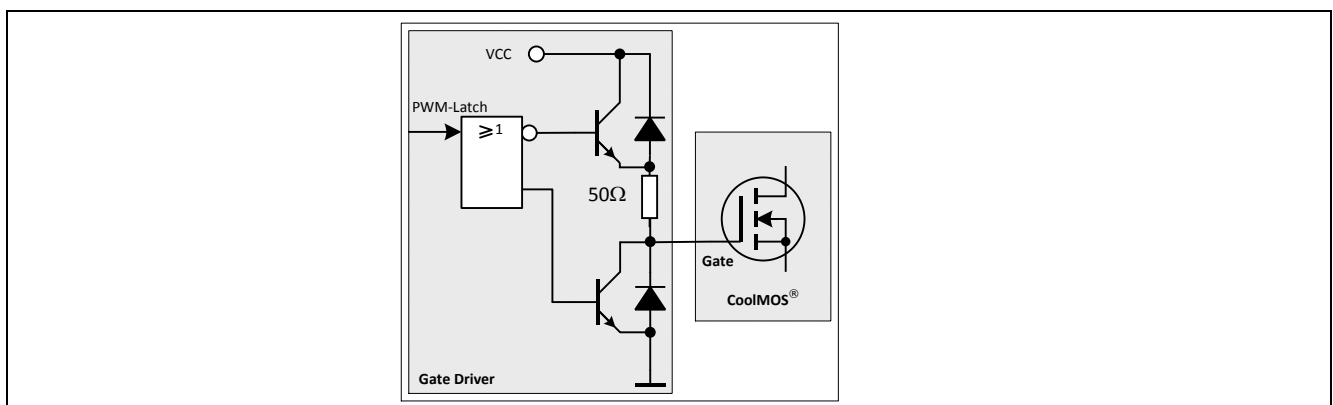 VCC
PWM-Latch
⩾1
50Ω
Gate
CoolMOS®
Gate Driver